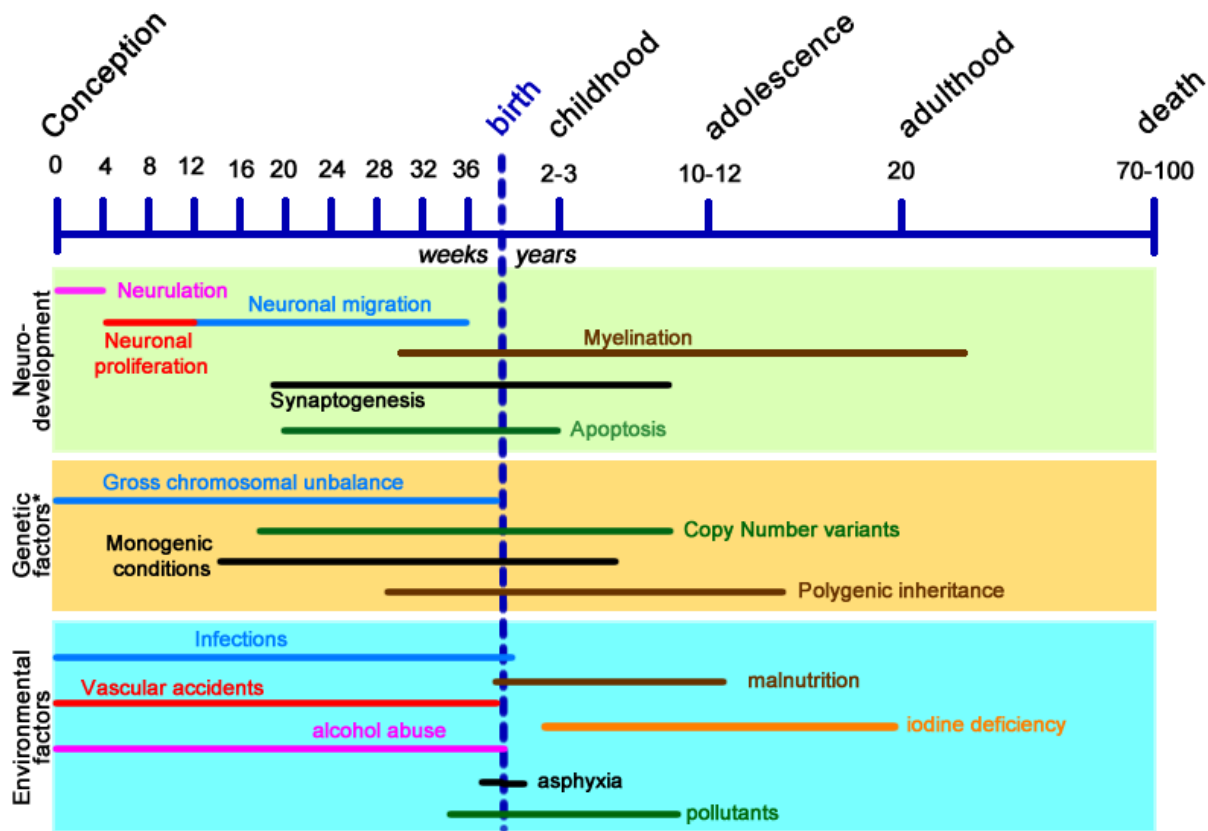 Conception
birth
childhood
adolescence
adulthood
death
0 4 8 12 16 20 24 28 32 36 2-3 10-12 20 70-100
weeks years
Neuro-
development
Neurulation
Neuronal migration
Neuronal
proliferation
Myelination
Synaptogenesis
Apoptosis
Genetic
factors*
Gross chromosomal unbalance
Copy Number variants
Monogenic
conditions
Polygenic inheritance
Environmental
factors
Infections
Vascular accidents
malnutrition
alcohol abuse
iodine deficiency
asphyxia
pollutants